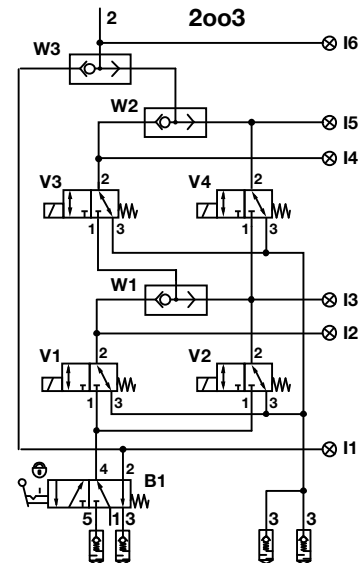 2 2oo3
W3 I6
W2 I5
I4
2 2
V3 V4
1 3 1 3
W1 I3
I2
2 2
V1 V2
1 3 1 3
I1
4 2 B1
5 1 3 3 3